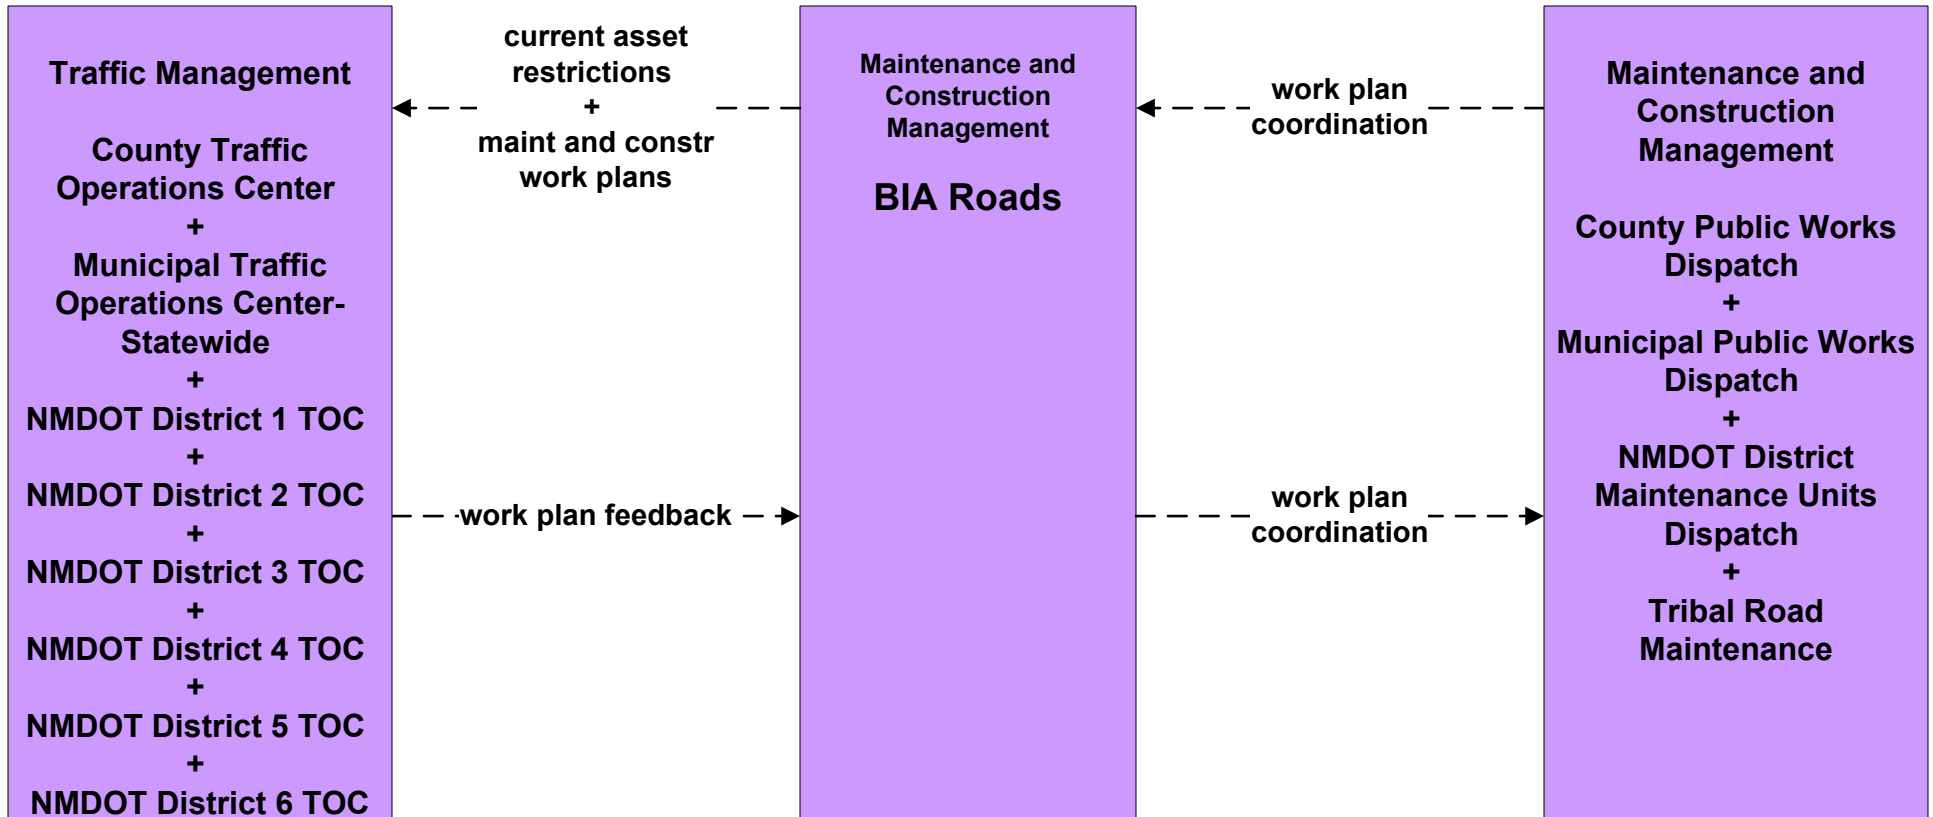 Traffic Management
County Traffic
Operations Center
+
Municipal Traffic
Operations Center-
Statewide
+
NMDOT District 1 TOC
+
NMDOT District 2 TOC
+
NMDOT District 3 TOC
+
NMDOT District 4 TOC
+
NMDOT District 5 TOC
+
NMDOT District 6 TOC
current asset
restrictions
+
maint and constr
work plans
work plan feedback
Maintenance and
Construction
Management
BIA Roads
work plan
coordination
work plan
coordination
Maintenance and
Construction
Management
County Public Works
Dispatch
+
Municipal Public Works
Dispatch
+
NMDOT District
Maintenance Units
Dispatch
+
Tribal Road
Maintenance